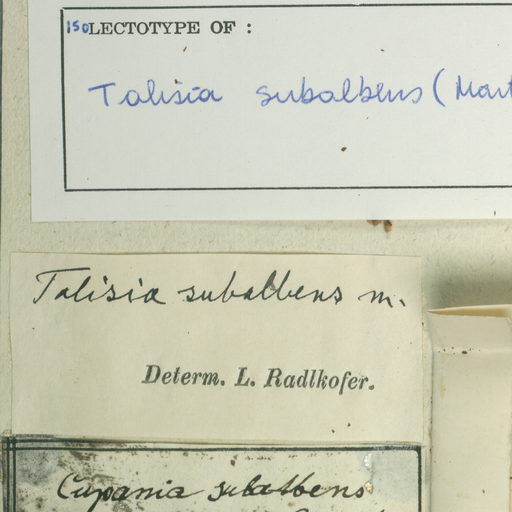 isoLECTOTYPE OF :
Talisia subalbens (Mart
Talisia subalbens m.
Determ. L. Radlkofer.
Cupania subalbens